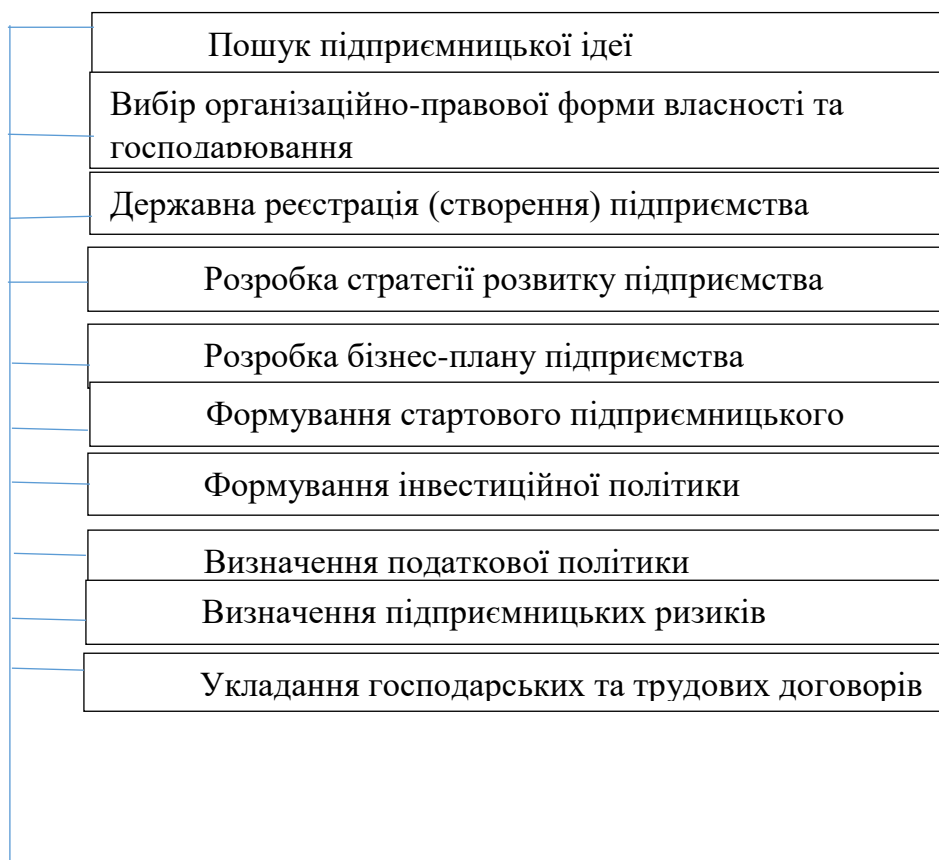 Пошук підприємницької ідеї
Вибір організаційно-правової форми власності та
господарювання
Державна реєстрація (створення) підприємства
Розробка стратегії розвитку підприємства
Розробка бізнес-плану підприємства
Формування стартового підприємницького
Формування інвестиційної політики
Визначення податкової політики
Визначення підприємницьких ризиків
Укладання господарських та трудових договорів